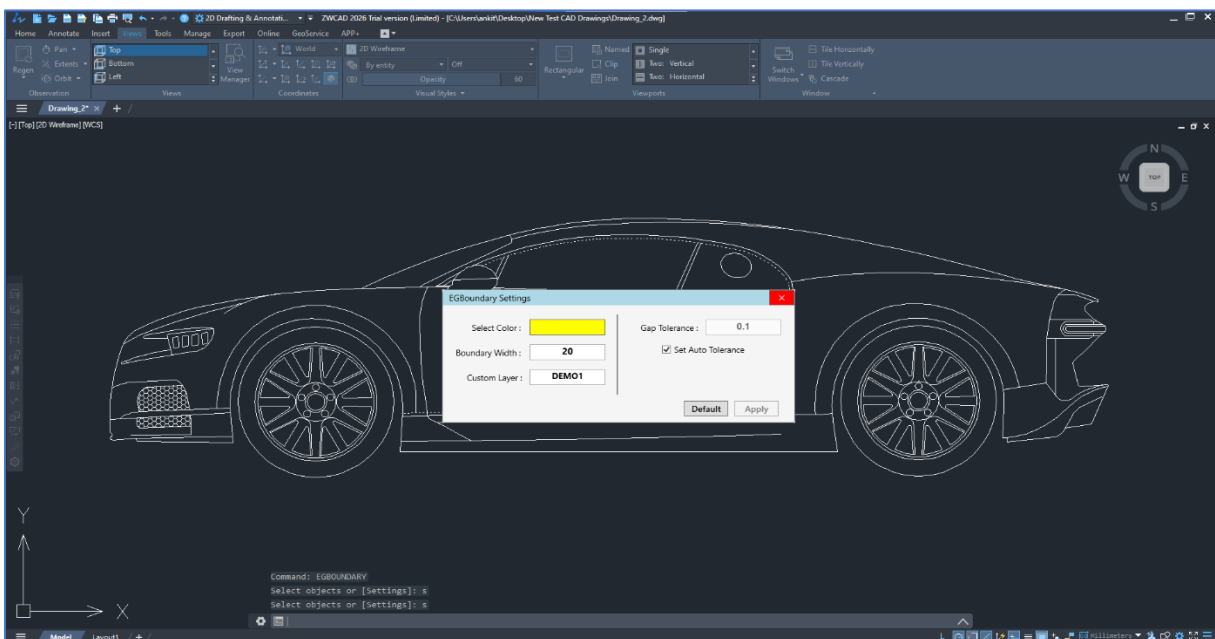 2D Drafting & Annotati... ZWCAD 2026 Trial version (Limited) - [C:\Users\ankit\Desktop\New Test CAD Drawings\Drawing_2.dwg]
Home Annotate Insert Views Tools Manage Export Online GeoService APP+
Pan Top World 2D Wireframe Named Single Tile Horizontally
Extents Bottom By entity Off Clip Two: Vertical Tile Vertically
Regen Orbit Left View Manager Opacity 60 Rectangular Join Two: Horizontal Switch Windows Cascade
Observation Views Coordinates Visual Styles Viewports Window
Drawing_2* × + /
[-] [Top] [2D Wireframe] [WCS]
N
W TOP E
S
EGBoundary Settings
Select Color : Gap Tolerance : 0.1
Boundary Width : 20 Set Auto Tolerance
Custom Layer : DEMO1
Default Apply
Y
X
Command: EGBOUNDARY
Select objects or [Settings]: s
Select objects or [Settings]: s
Model Layout1 + / Millimeters